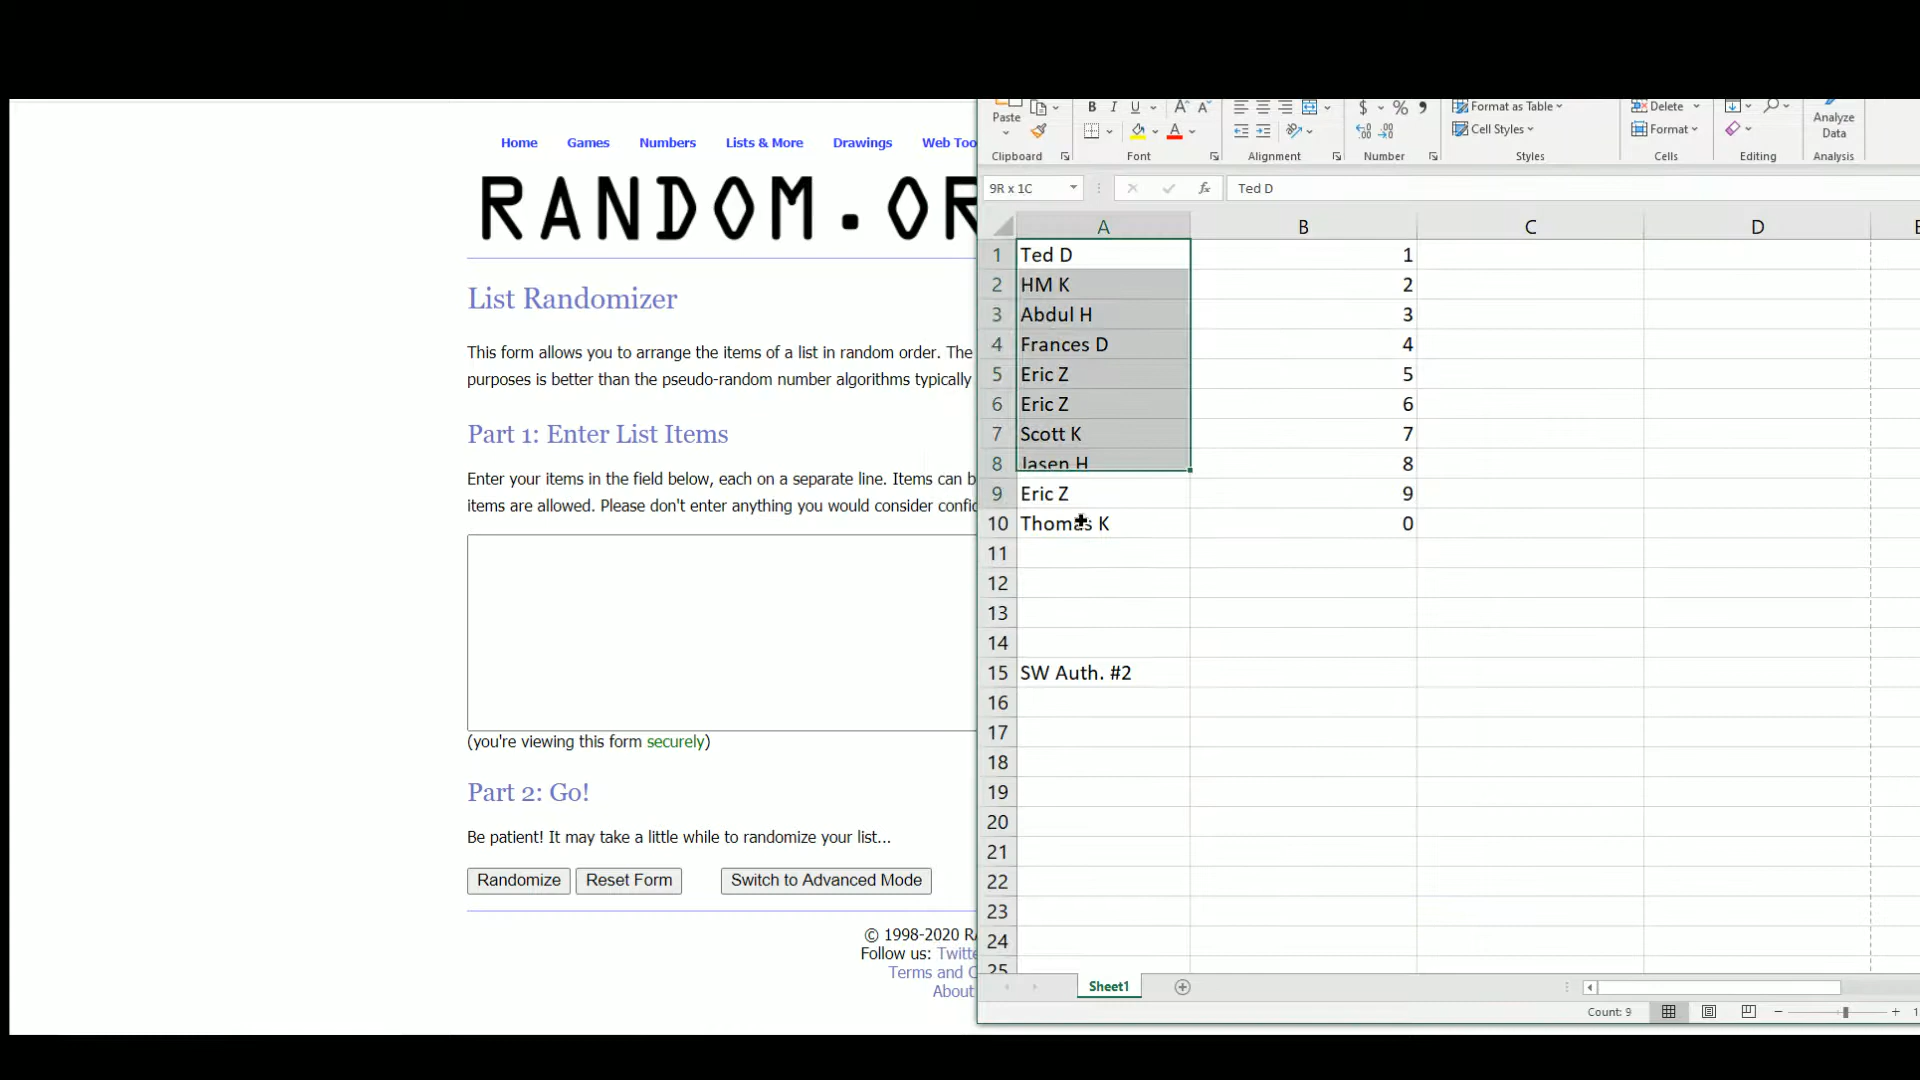 Home Games Numbers Lists & More Drawings Web Too
RANDOM.OR
List Randomizer
This form allows you to arrange the items of a list in random order. The
purposes is better than the pseudo-random number algorithms typically
Part 1: Enter List Items
Enter your items in the field below, each on a separate line. Items can b
items are allowed. Please don't enter anything you would consider confid
(you're viewing this form securely)
Part 2: Go!
Be patient! It may take a little while to randomize your list...
Randomize Reset Form Switch to Advanced Mode
© 1998-2020 RA
Follow us: Twitte
Terms and C
About
Paste B I U A A $ % Format as Table Delete Analyze
A Cell Styles Format Data
Clipboard Font Alignment Number Styles Cells Editing Analysis
9R x 1C fx Ted D
A B C D E
1 Ted D 1
2 HM K 2
3 Abdul H 3
4 Frances D 4
5 Eric Z 5
6 Eric Z 6
7 Scott K 7
8 Jasen H 8
9 Eric Z 9
10 Thomas K 0
11
12
13
14
15 SW Auth. #2
16
17
18
19
20
21
22
23
24
25
Sheet1
Count: 9 1